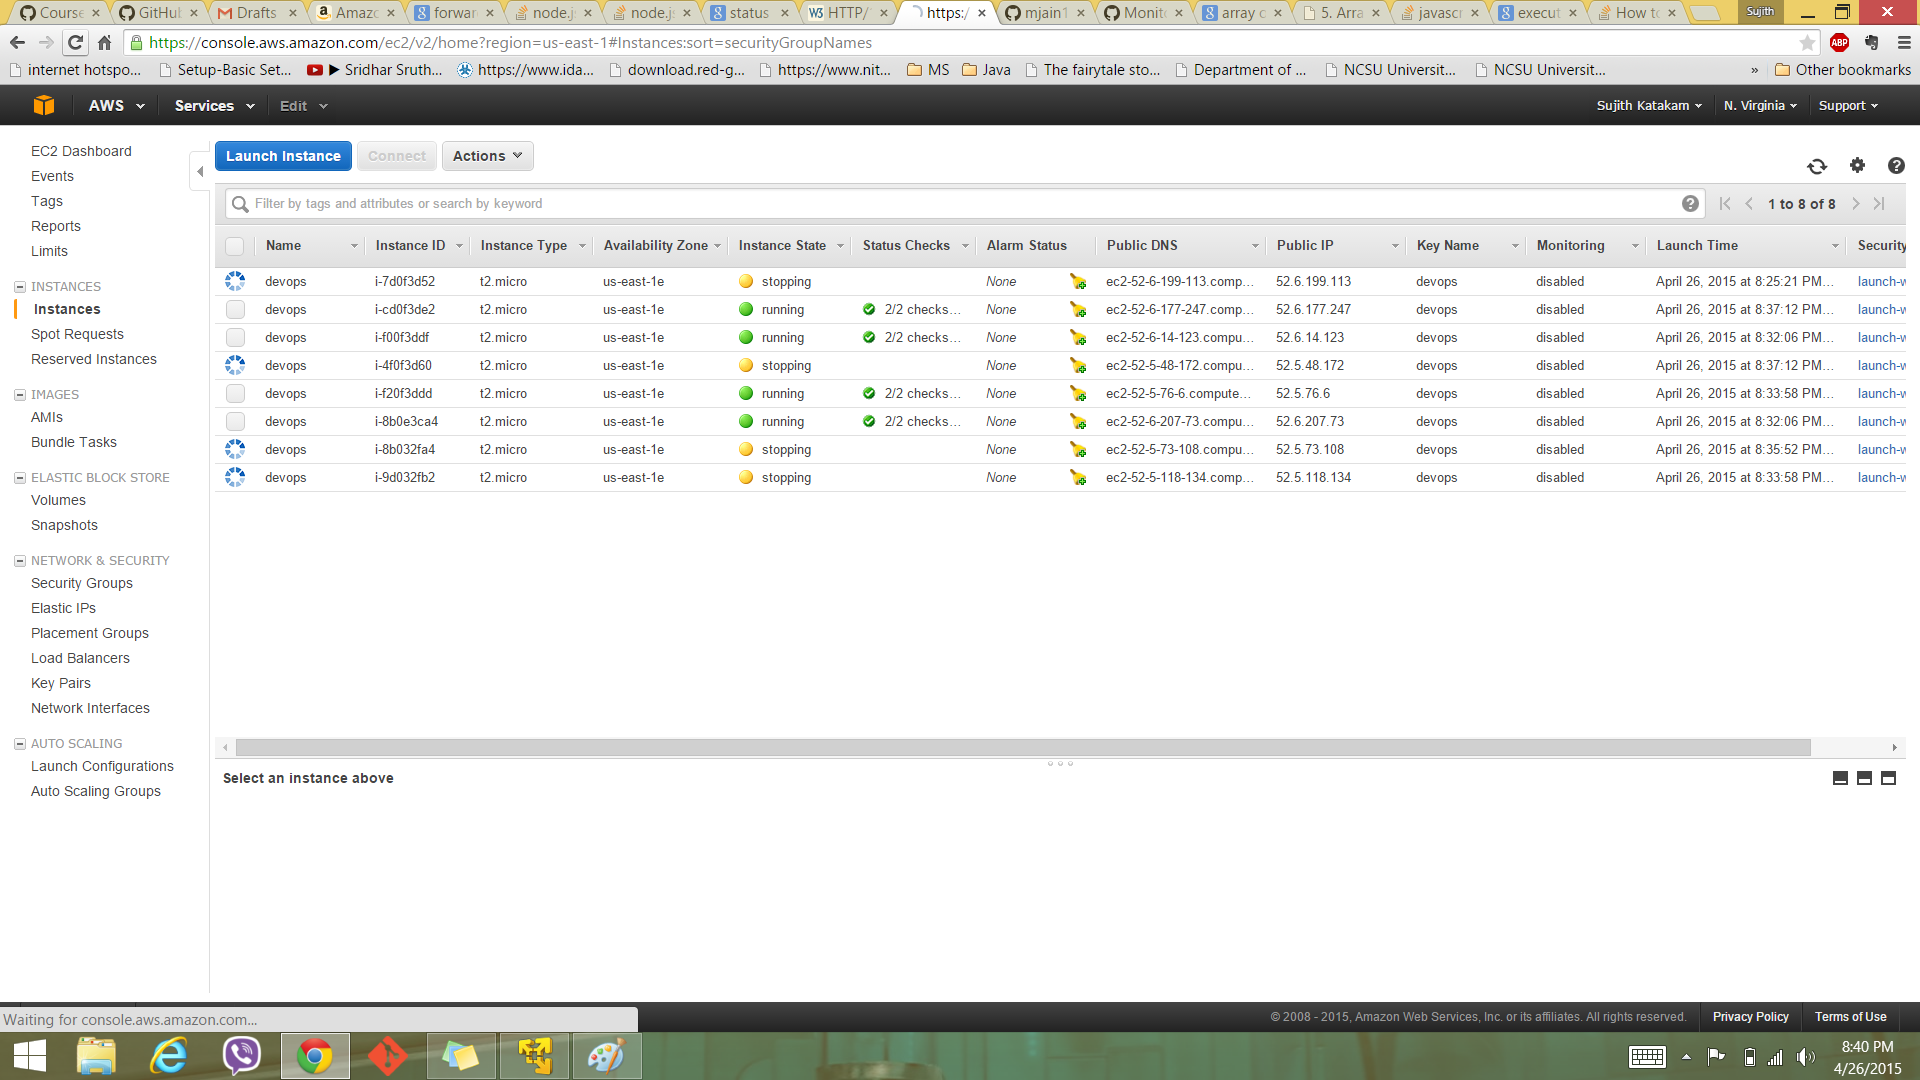 Course GitHub Drafts Amazo forwar node.js node.js status HTTP/ https:/ mjain1 Monito array c 5. Arra javascr execut How to Sujith
https://console.aws.amazon.com/ec2/v2/home?region=us-east-1#Instances:sort=securityGroupNames ABP
internet hotspo... Setup-Basic Set... ▶ Sridhar Sruth... https://www.ida... download.red-g... https://www.nit... MS Java The fairytale sto... Department of ... NCSU Universit... NCSU Universit... » Other bookmarks
AWS Services Edit Sujith Katakam N. Virginia Support
EC2 Dashboard
Events
Tags
Reports
Limits
INSTANCES
Instances
Spot Requests
Reserved Instances
IMAGES
AMIs
Bundle Tasks
ELASTIC BLOCK STORE
Volumes
Snapshots
NETWORK & SECURITY
Security Groups
Elastic IPs
Placement Groups
Load Balancers
Key Pairs
Network Interfaces
AUTO SCALING
Launch Configurations
Auto Scaling Groups
Launch Instance Connect Actions
Filter by tags and attributes or search by keyword 1 to 8 of 8
Name Instance ID Instance Type Availability Zone Instance State Status Checks Alarm Status Public DNS Public IP Key Name Monitoring Launch Time Security
devops i-7d0f3d52 t2.micro us-east-1e stopping None ec2-52-6-199-113.comp... 52.6.199.113 devops disabled April 26, 2015 at 8:25:21 PM... launch-w
devops i-cd0f3de2 t2.micro us-east-1e running 2/2 checks... None ec2-52-6-177-247.comp... 52.6.177.247 devops disabled April 26, 2015 at 8:37:12 PM... launch-w
devops i-f00f3ddf t2.micro us-east-1e running 2/2 checks... None ec2-52-6-14-123.compu... 52.6.14.123 devops disabled April 26, 2015 at 8:32:06 PM... launch-w
devops i-4f0f3d60 t2.micro us-east-1e stopping None ec2-52-5-48-172.compu... 52.5.48.172 devops disabled April 26, 2015 at 8:37:12 PM... launch-w
devops i-f20f3ddd t2.micro us-east-1e running 2/2 checks... None ec2-52-5-76-6.compute... 52.5.76.6 devops disabled April 26, 2015 at 8:33:58 PM... launch-w
devops i-8b0e3ca4 t2.micro us-east-1e running 2/2 checks... None ec2-52-6-207-73.compu... 52.6.207.73 devops disabled April 26, 2015 at 8:32:06 PM... launch-w
devops i-8b032fa4 t2.micro us-east-1e stopping None ec2-52-5-73-108.compu... 52.5.73.108 devops disabled April 26, 2015 at 8:35:52 PM... launch-w
devops i-9d032fb2 t2.micro us-east-1e stopping None ec2-52-5-118-134.comp... 52.5.118.134 devops disabled April 26, 2015 at 8:33:58 PM... launch-w
Select an instance above
Waiting for console.aws.amazon.com...
© 2008 - 2015, Amazon Web Services, Inc. or its affiliates. All rights reserved. Privacy Policy Terms of Use
8:40 PM
4/26/2015